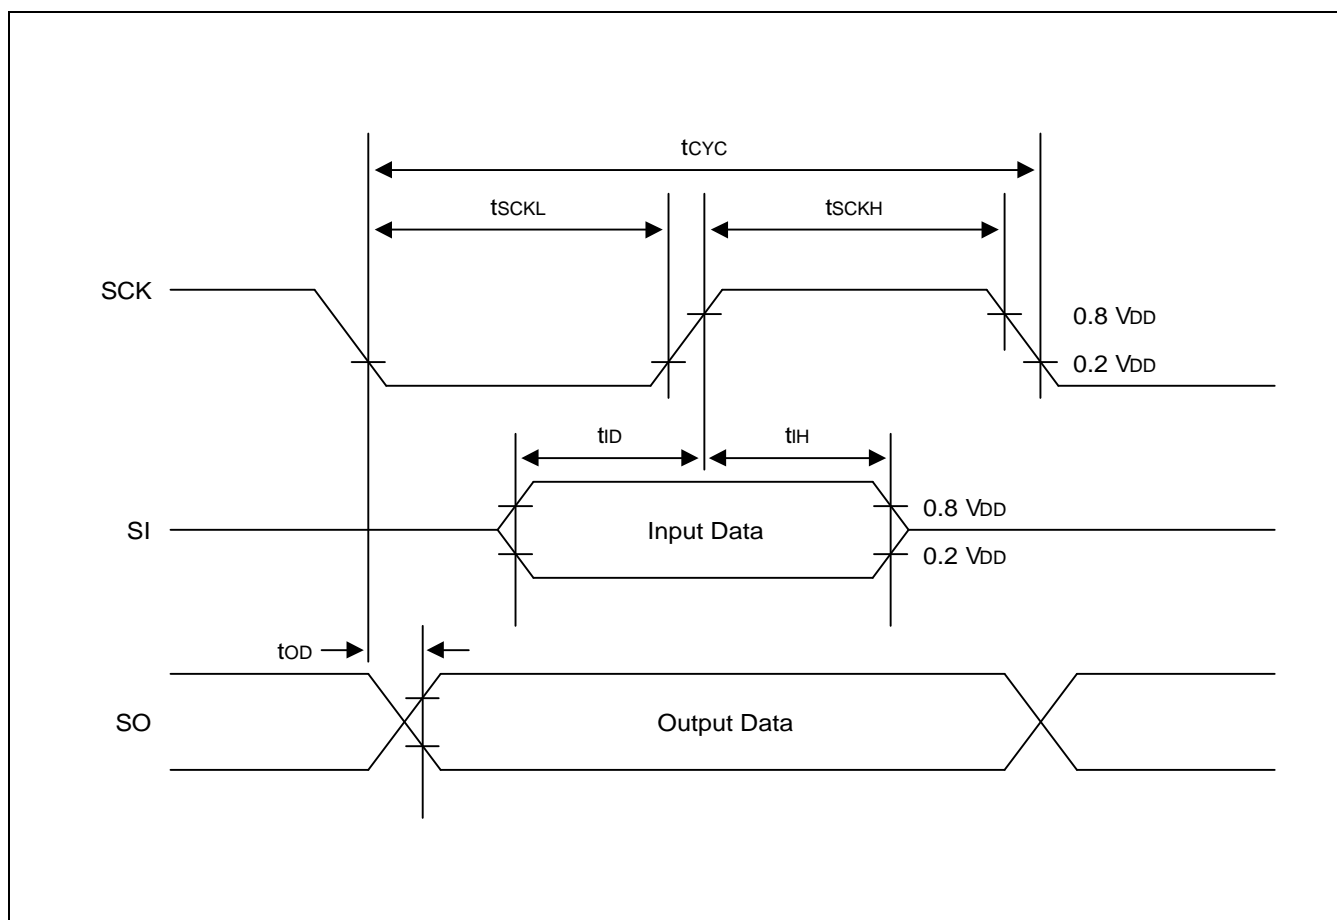 tCYC
tSCKL
tSCKH
SCK
0.8 VDD
0.2 VDD
tID
tIH
0.8 VDD
SI
Input Data
0.2 VDD
tOD
SO
Output Data